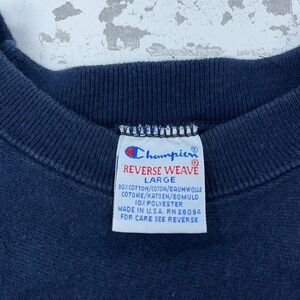 Champion ®
REVERSE WEAVE ®
LARGE
90% COTTON/COTON/BAUMWOLLE
COTONE/KATOEN/BOMULD
10% POLYESTER
MADE IN U.S.A. RN 26094
FOR CARE SEE REVERSE